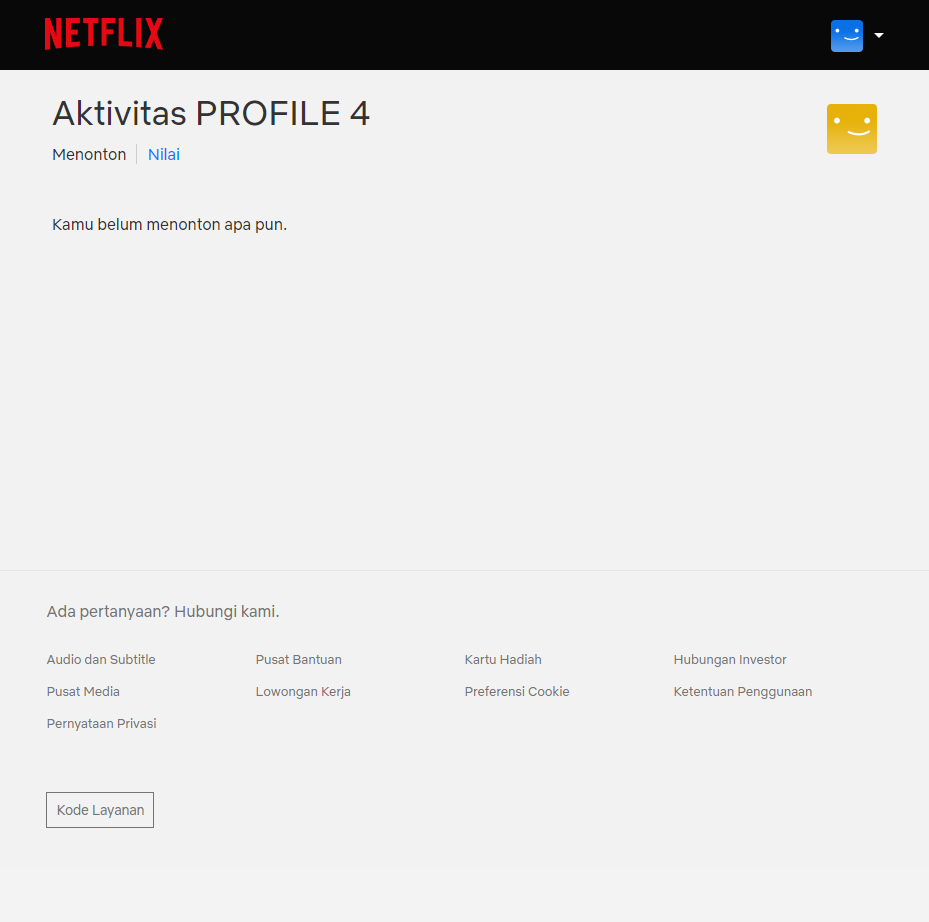 NETFLIX
Aktivitas PROFILE 4
Menonton Nilai
Kamu belum menonton apa pun.
Ada pertanyaan? Hubungi kami.
Audio dan Subtitle Pusat Bantuan Kartu Hadiah Hubungan Investor
Pusat Media Lowongan Kerja Preferensi Cookie Ketentuan Penggunaan
Pernyataan Privasi
Kode Layanan